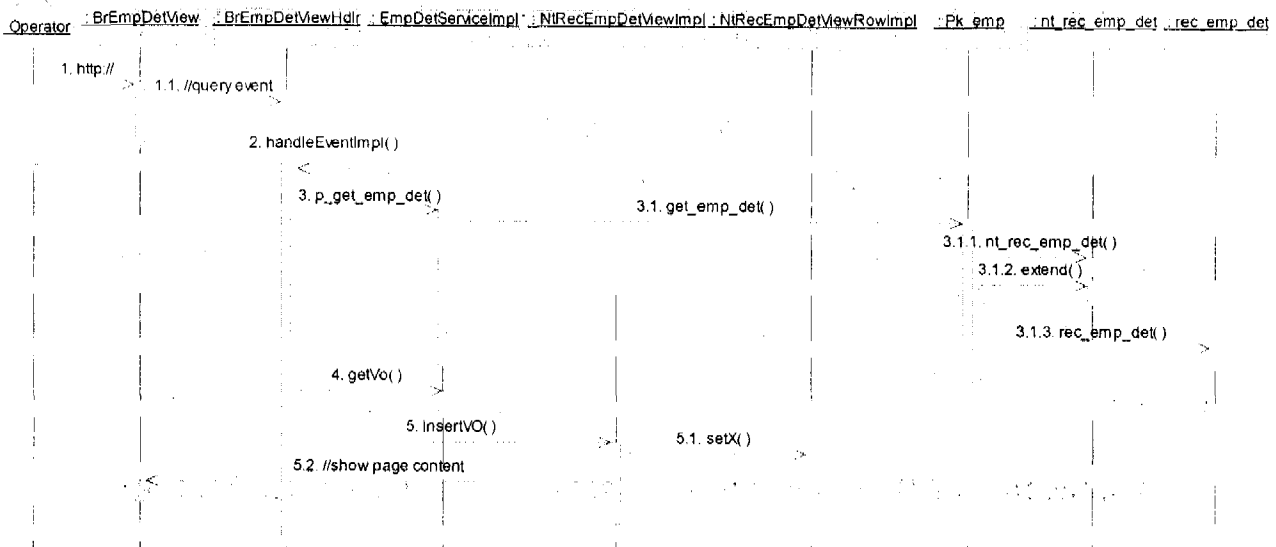 Operator : BrEmpDetView : BrEmpDetViewHdlr : EmpDetServiceImpl : NtRecEmpDetViewImpl : NtRecEmpDetViewRowImpl : Pk_emp : nt_rec_emp_det : rec_emp_det
1. http://
1.1. //query event
2. handleEventImpl( )
3. p_get_emp_det( )
3.1. get_emp_det( )
3.1.1. nt_rec_emp_det( )
3.1.2. extend( )
3.1.3. rec_emp_det( )
4. getVo( )
5. insertVO( )
5.1. setX( )
5.2. //show page content